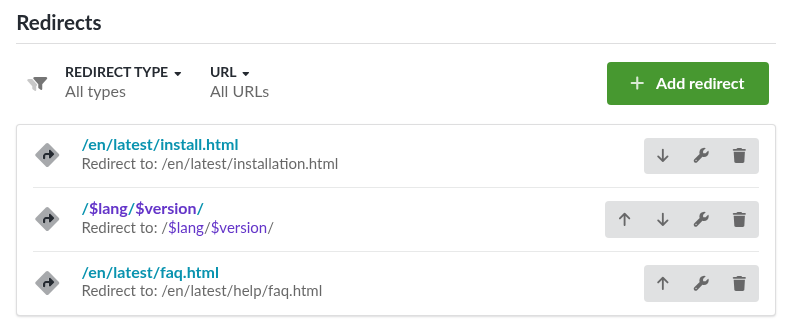 Redirects
REDIRECT TYPE URL
All types All URLs
Add redirect
/en/latest/install.html
Redirect to: /en/latest/installation.html
/$lang/$version/
Redirect to: /$lang/$version/
/en/latest/faq.html
Redirect to: /en/latest/help/faq.html